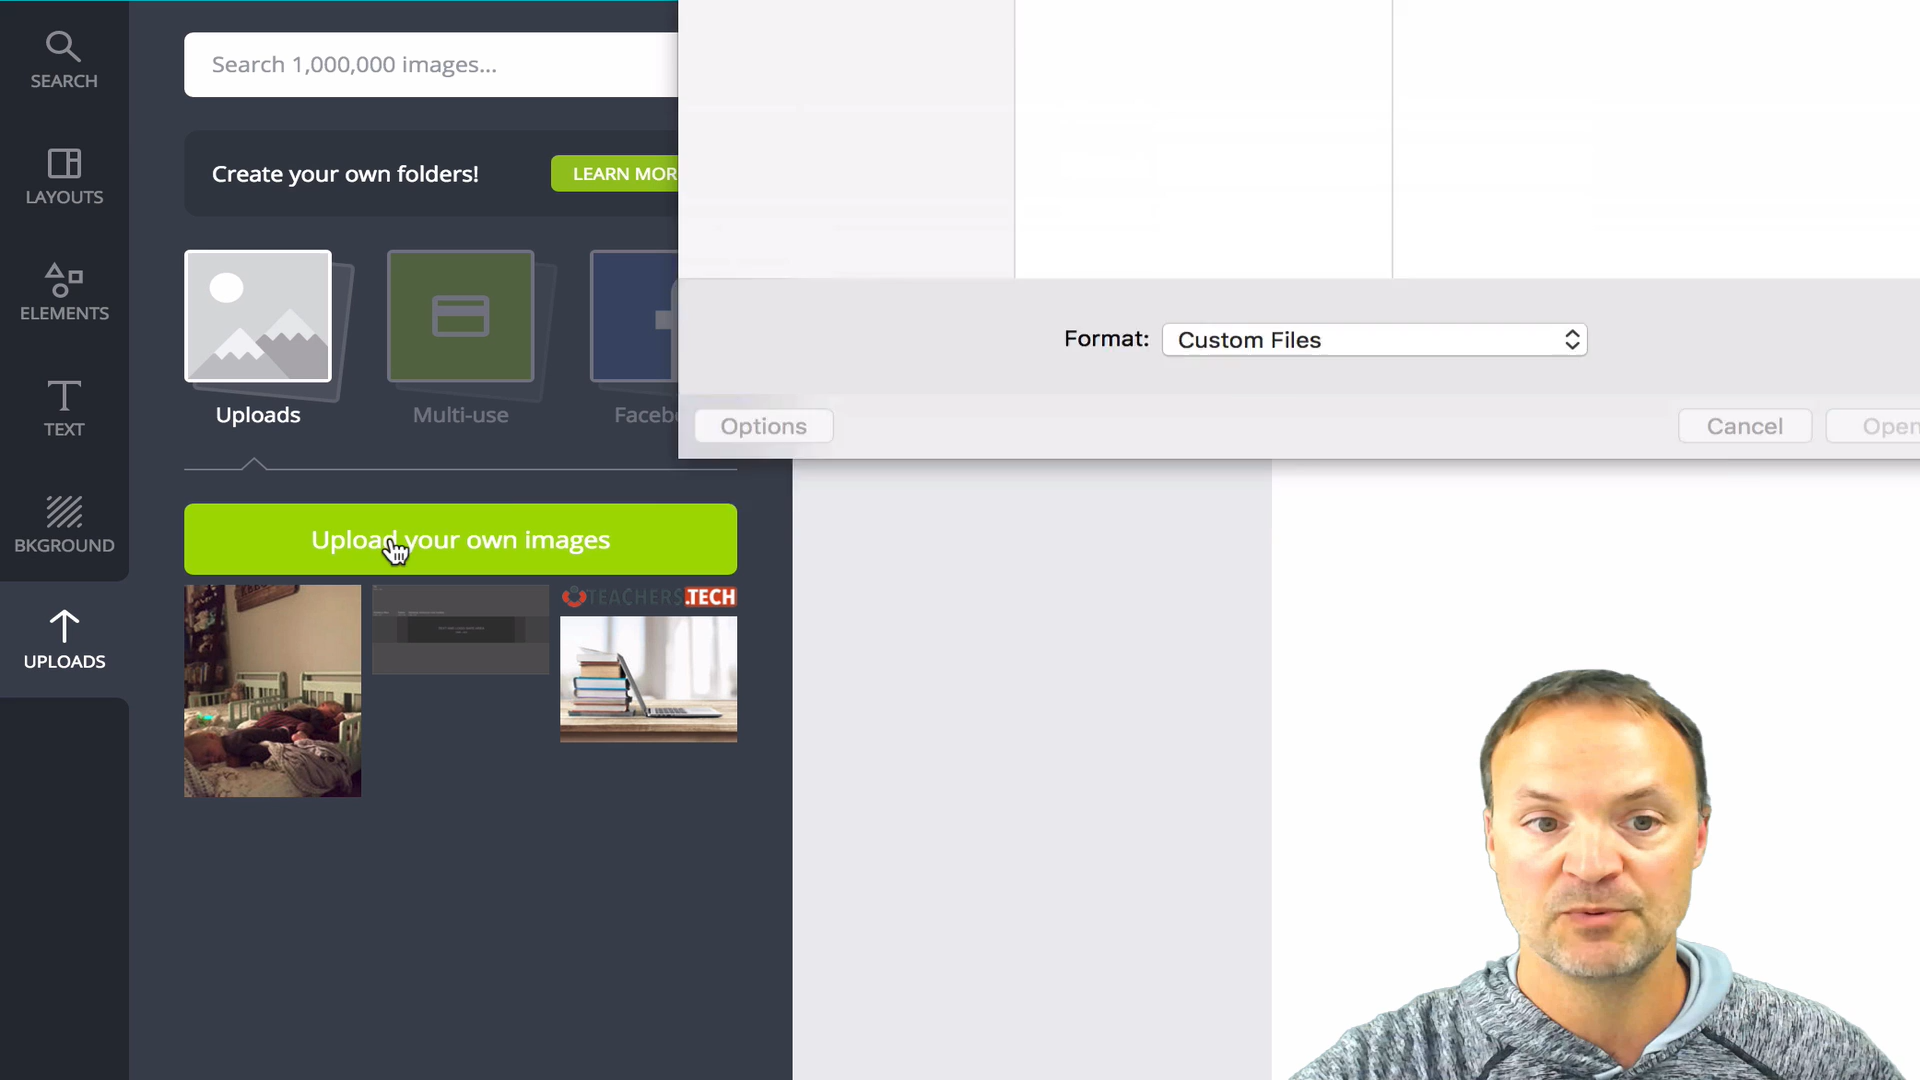 SEARCH
LAYOUTS
ELEMENTS
TEXT
BKGROUND
UPLOADS
Search 1,000,000 images...
Create your own folders!
LEARN MOR
Uploads
Multi-use
Faceb
Upload your own images
TEACHERS.TECH
Format:
Custom Files
Options
Cancel
Open